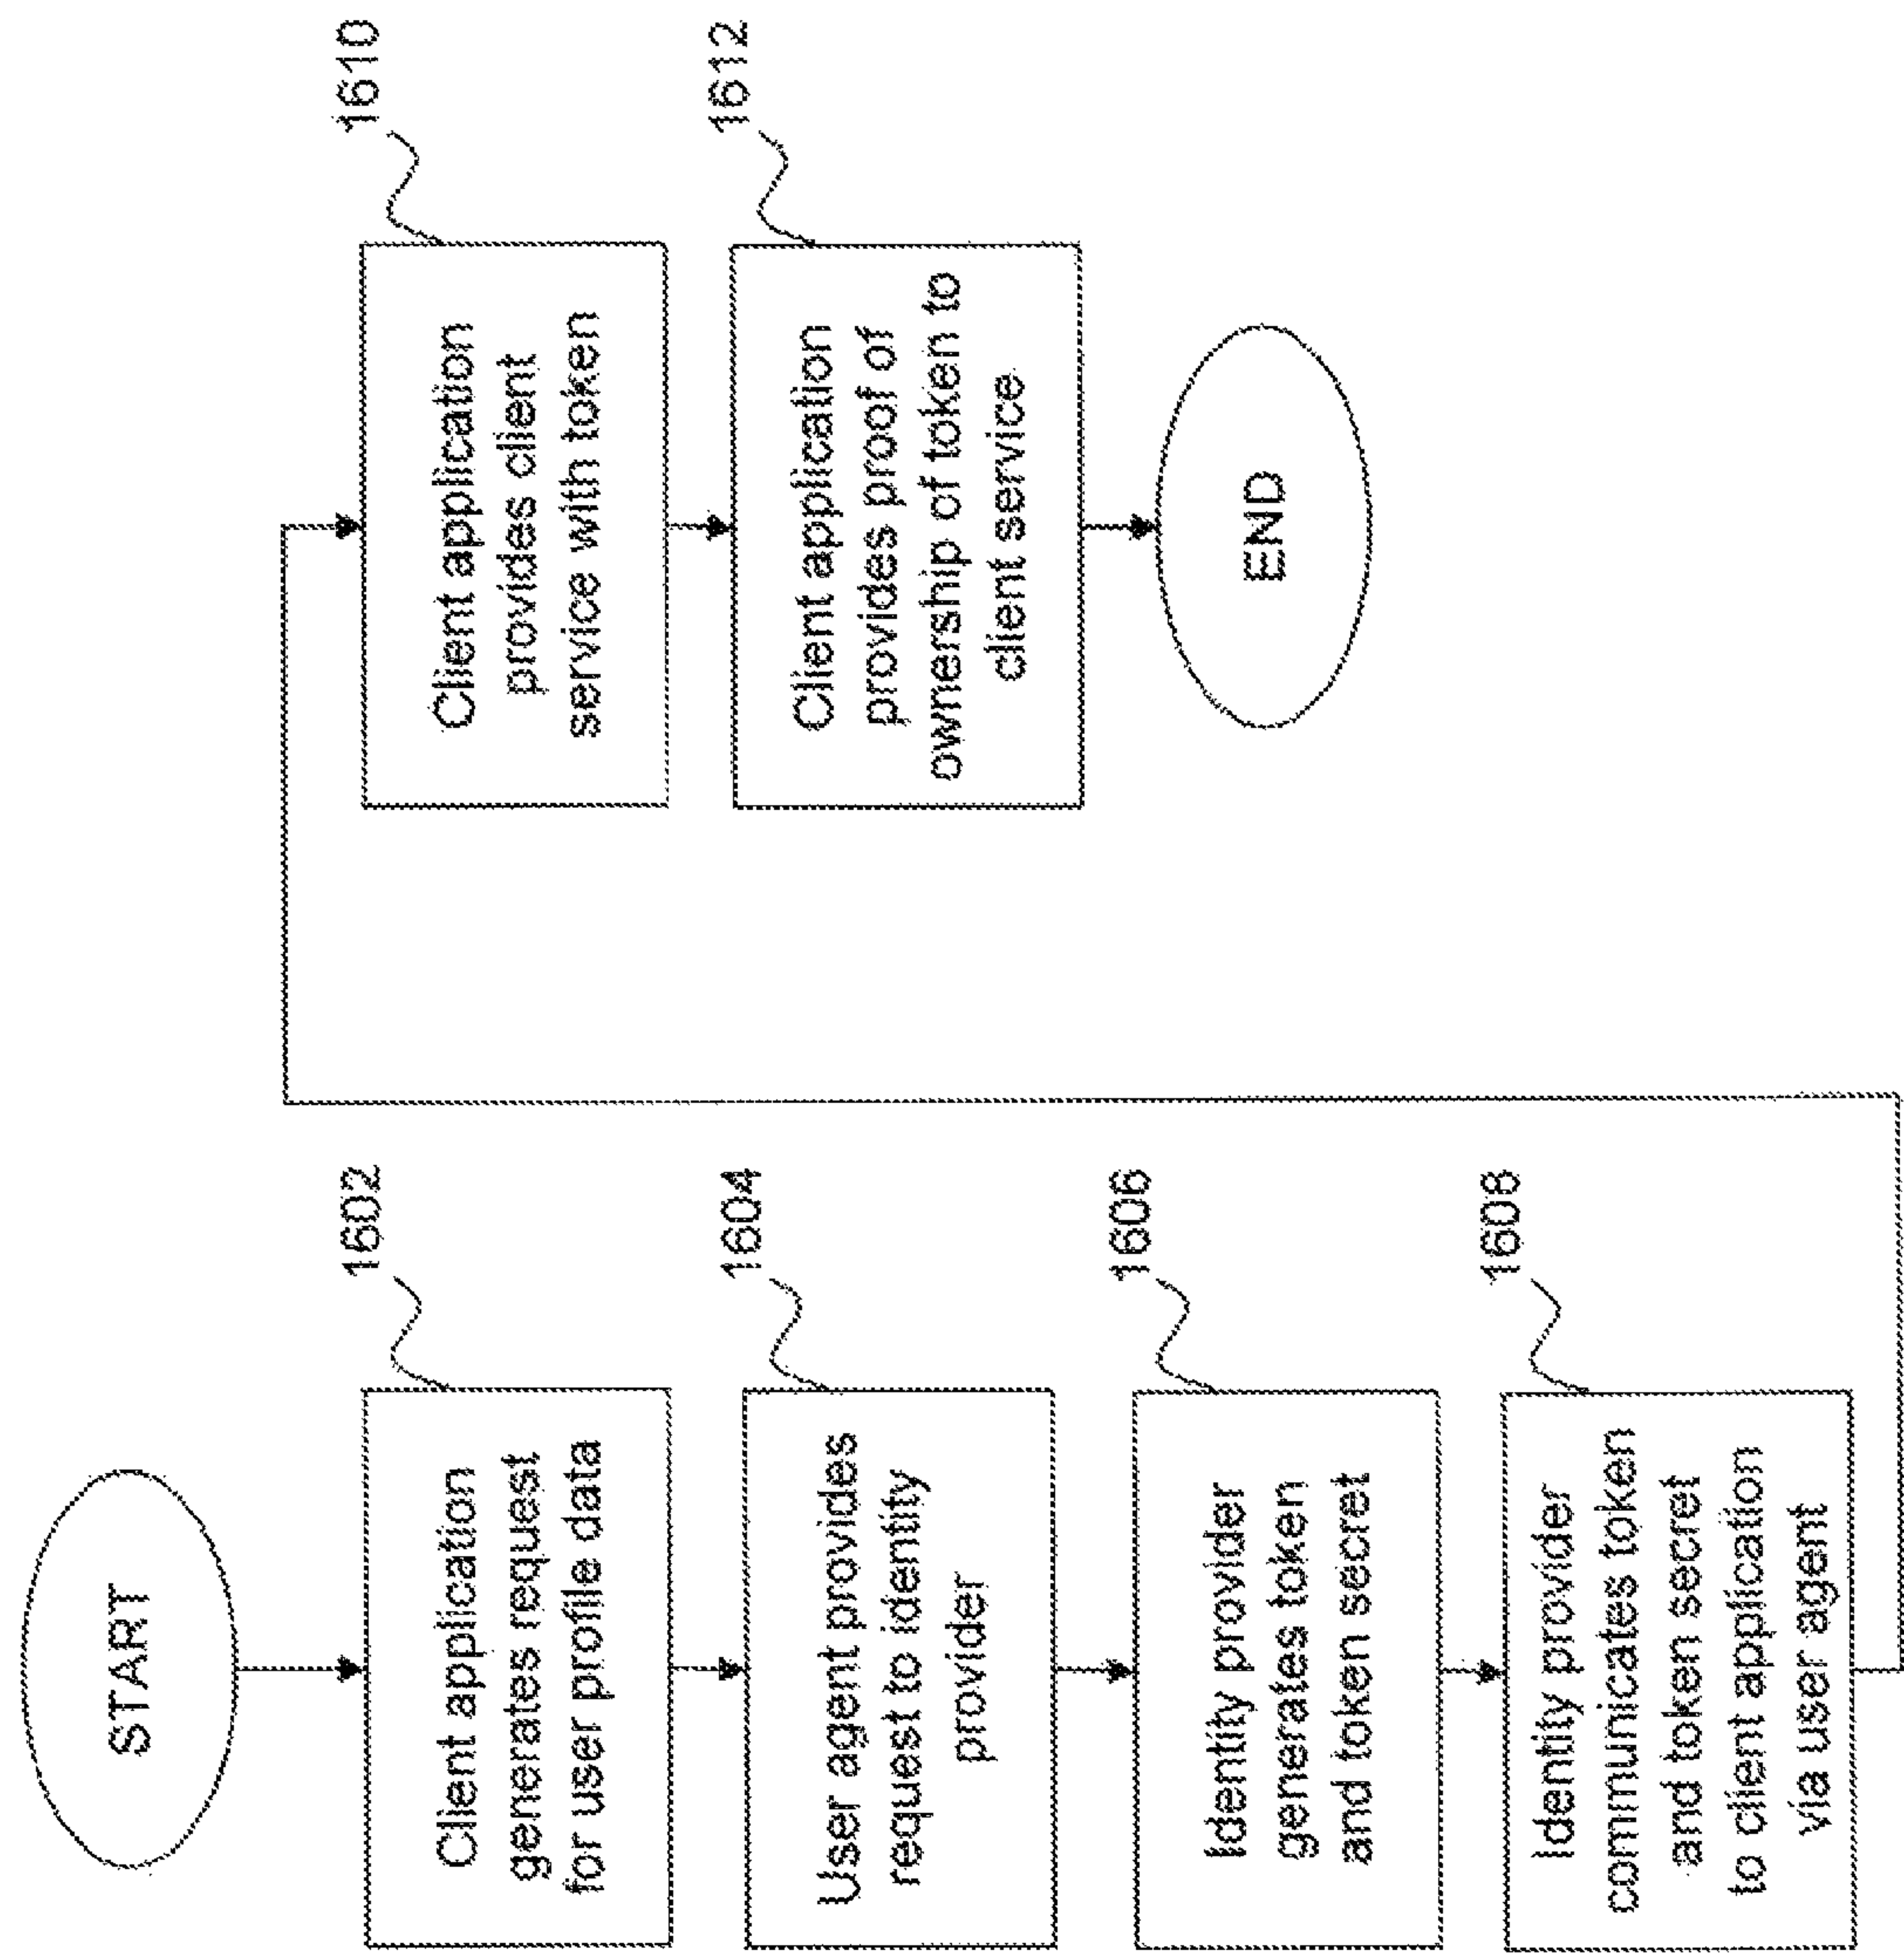 START
1602
Client application
generates request
for user profile data
1604
User agent provides
request to identity
provider
1606
Identity provider
generates token
and token secret
1608
Identity provider
communicates token
and token secret
to client application
via user agent
1610
Client application
provides client
service with token
1612
Client application
provides proof of
ownership of token to
client service
END